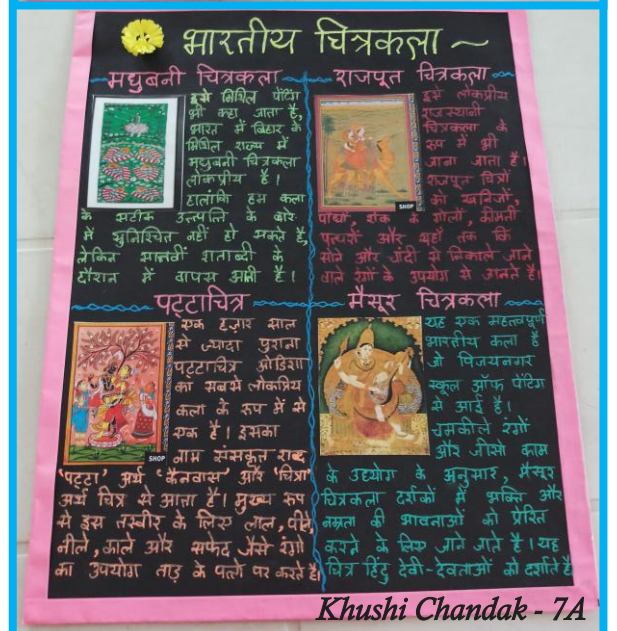 भारतीय चित्रकला ~
मधुबनी चित्रकला
इसे मिथिल पेंटिंग
भी कहा जाता है,
भारत में बिहार के
मिथिल राज्य में
मधुबनी चित्रकला
लोकप्रीय है।
हालांकि हम कला
के सटीक उत्पत्ति के बारे
में सुनिश्चित नहीं हो सकते है,
लेकिन सातवीं शताब्दी के
दौरान में वापस आती है।
राजपूत चित्रकला
इसे लोकप्रीय
राजस्थानी
चित्रकला के
रूप में भी
जाना जाता है।
राजपूत चित्रों
को खनिजों,
SHOP
पौधों शंक के गोलों, कीमती
पत्थरों और यहाँ तक कि
सोने और चाँदी से निकाले जाने
वाले रंगों के उपयोग से जानते है।
पट्टाचित्र
एक हज़ार साल
से ज्यादा पुराना
पट्टाचित्र ओडिशा
का सबसे लोकप्रिय
कला के रूप में से
एक है। इसका
SHOP
नाम संस्कृत शब्द
'पट्टा' अर्थ 'कैनवास' और 'चित्रा'
अर्थ चित्र से आता है। मुख्य रूप
से इस तस्वीर के लिए लाल, पीले
नीले, काले और सफेद जैसे रंगो
का उपयोग ताड़ के पत्ते पर करते है।
मैसूर चित्रकला
यह एक महत्वपूर्ण
भारतीय कला है
जो विजयनगर
स्कूल ऑफ पेंटिंग
से आई है।
चमकीले रंगों
और जीसो काम
के उद्योग के अनुसार, मैसूर
चित्रकला दर्शकों में भक्ति और
नम्रता की भावनाओं को प्रेरित
करने के लिए जाने जाते है। यह
चित्र हिंदु देवी-देवताओं को दर्शाते है
Khushi Chandak - 7A